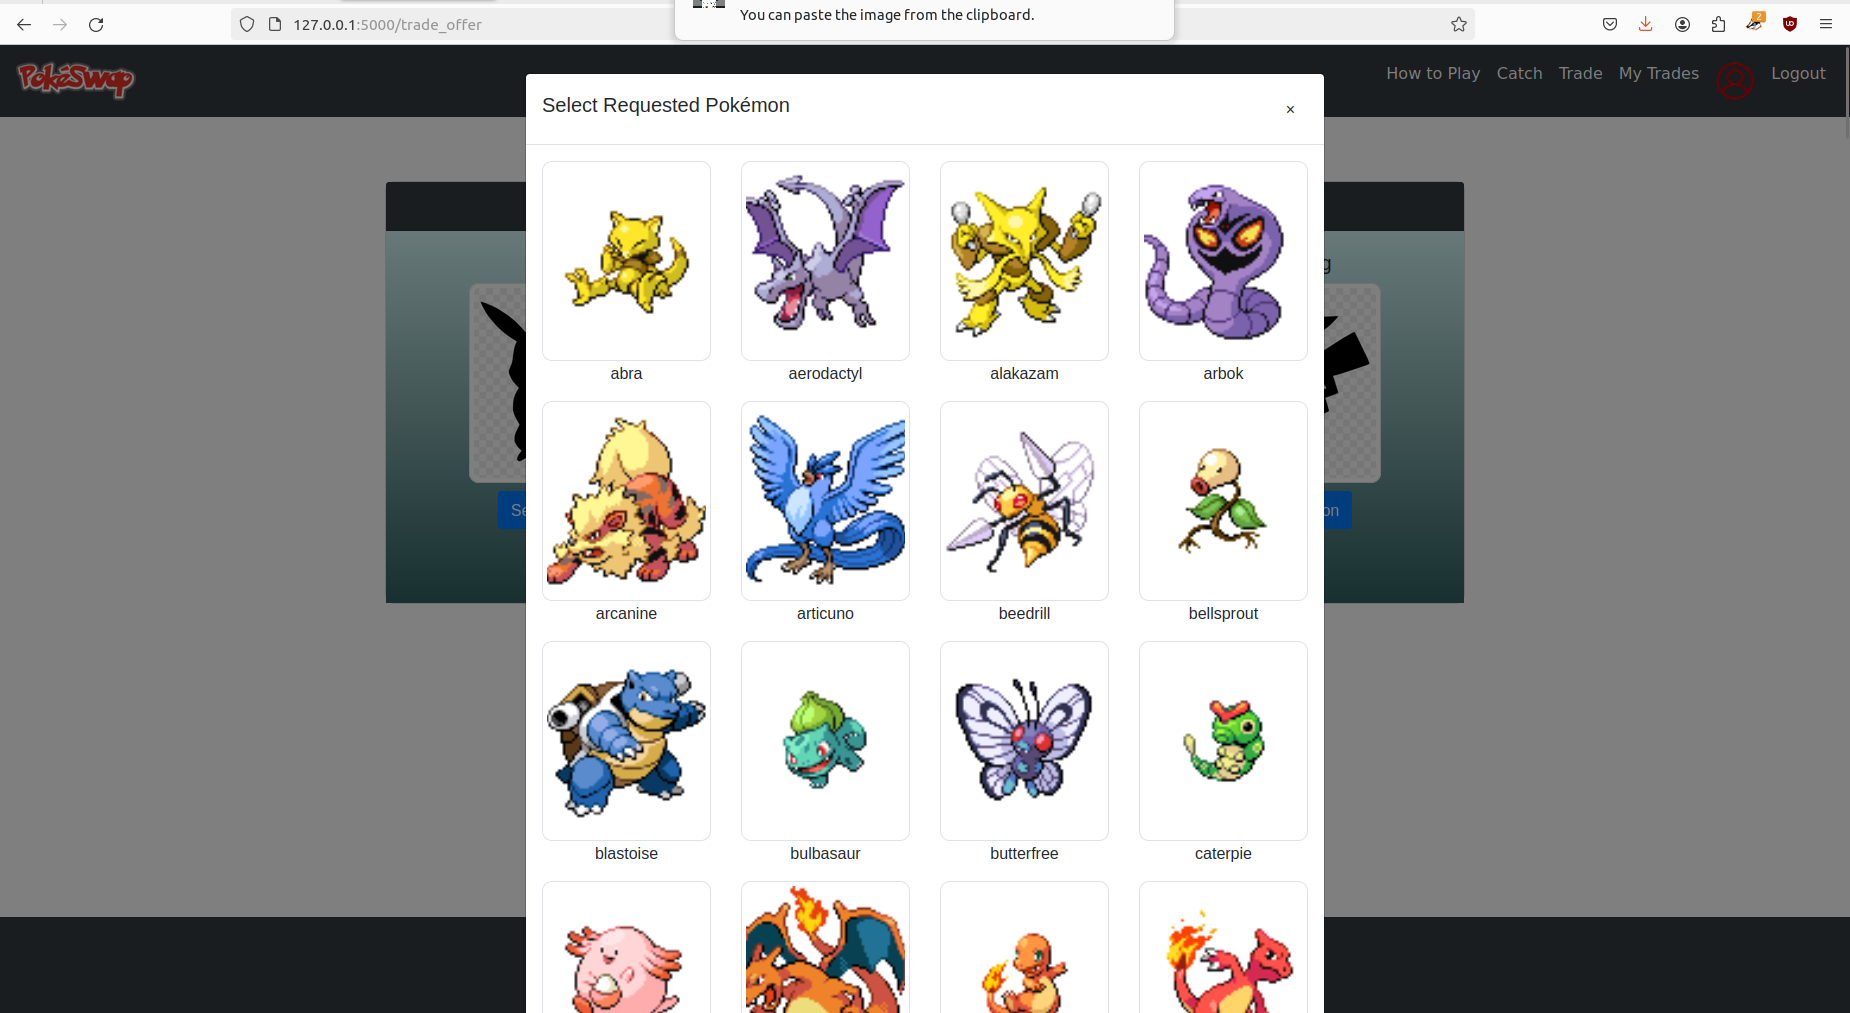 You can paste the image from the clipboard.
127.0.0.1:5000/trade_offer
2
PokéSwap
How to Play Catch Trade My Trades Logout
Select Requested Pokémon ×
abra aerodactyl alakazam arbok
arcanine articuno beedrill bellsprout
blastoise bulbasaur butterfree caterpie